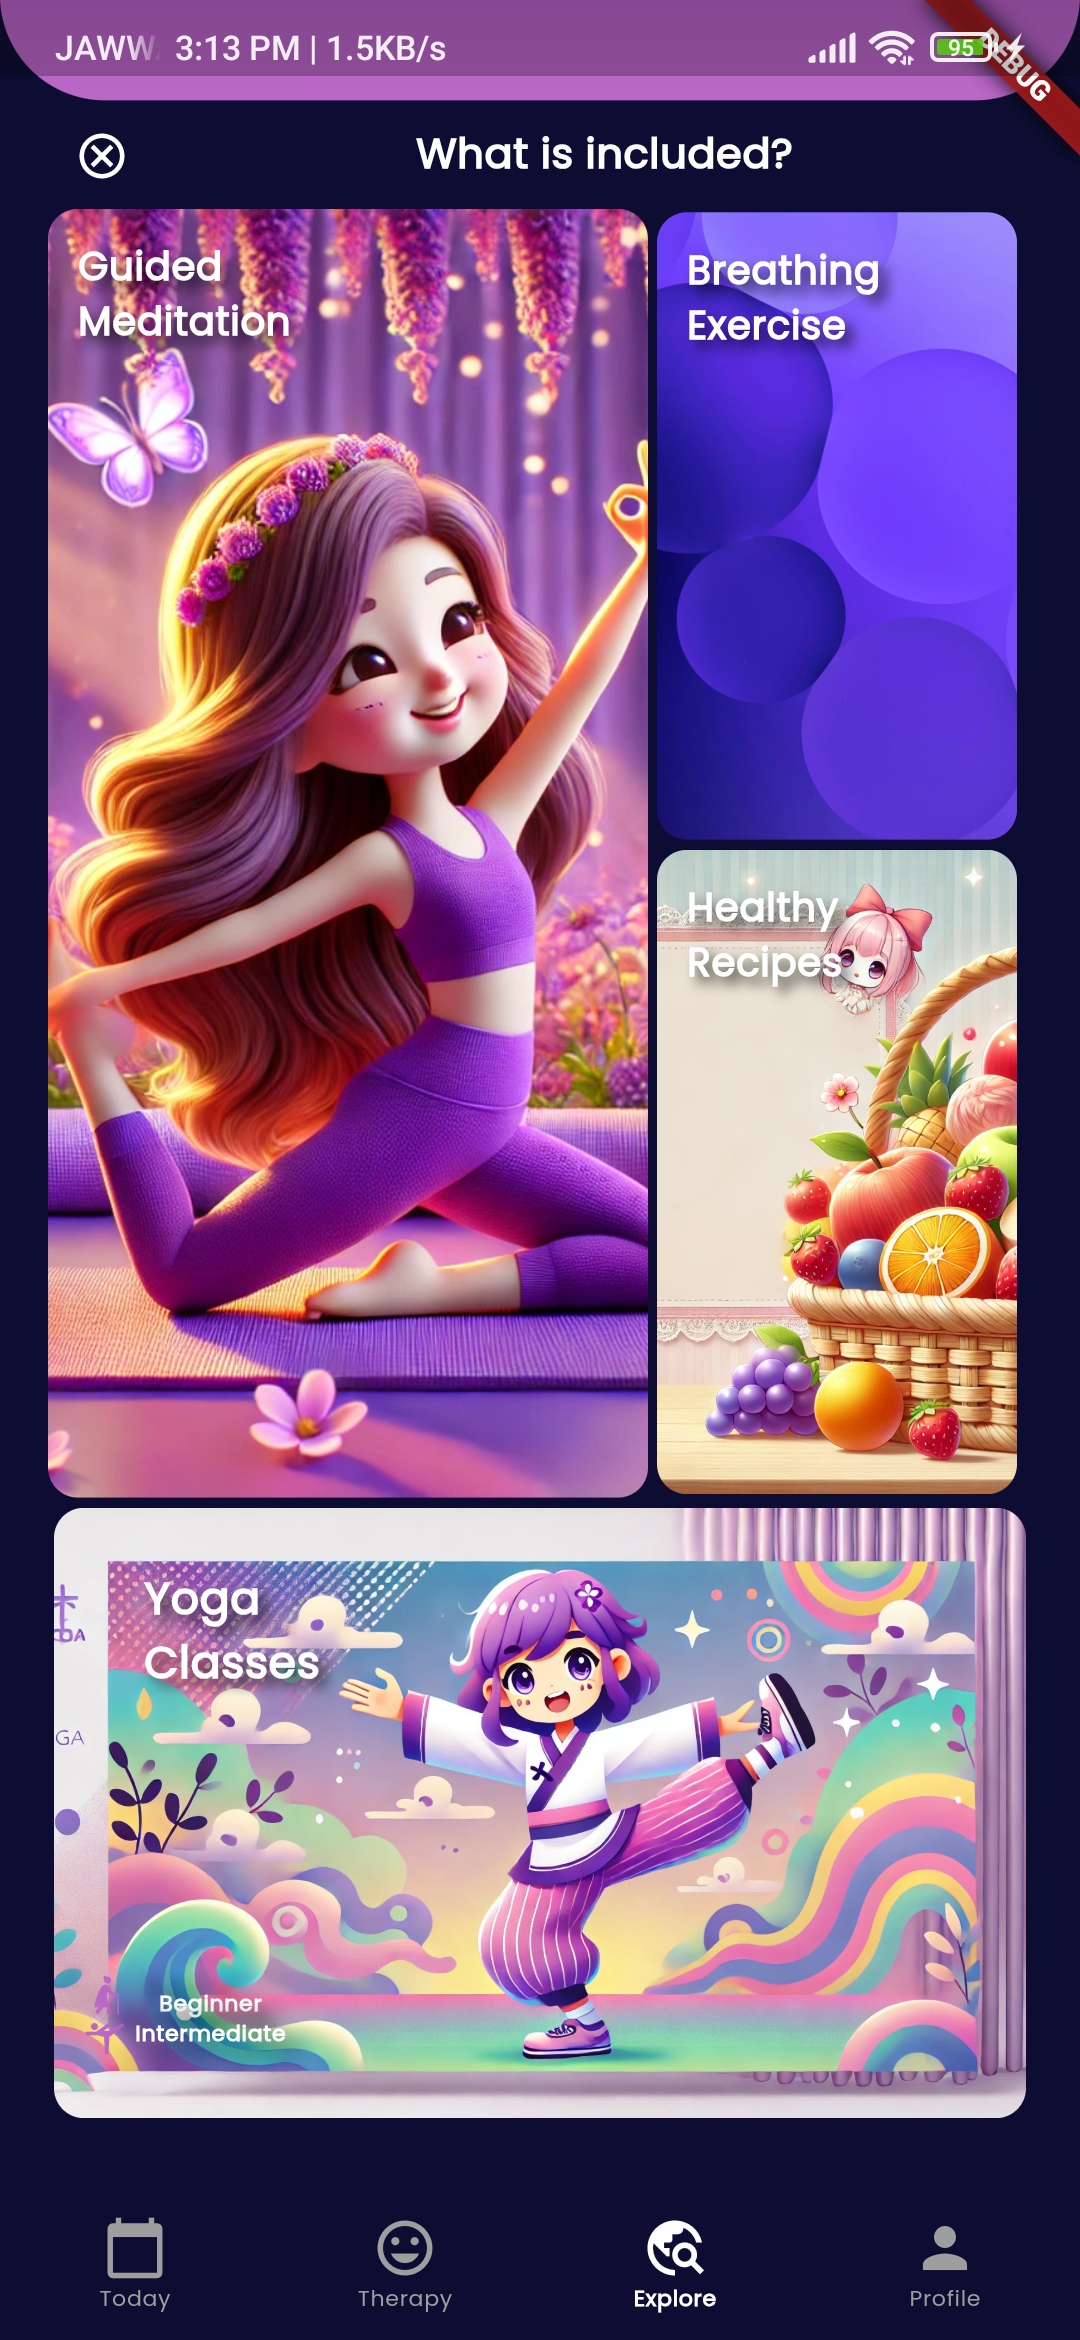 JAWW 3:13 PM | 1.5KB/s
95
DEBUG
What is included?
Guided
Meditation
Breathing
Exercise
Healthy
Recipes
Yoga
Classes
GA
Beginner
Intermediate
Today
Therapy
Explore
Profile